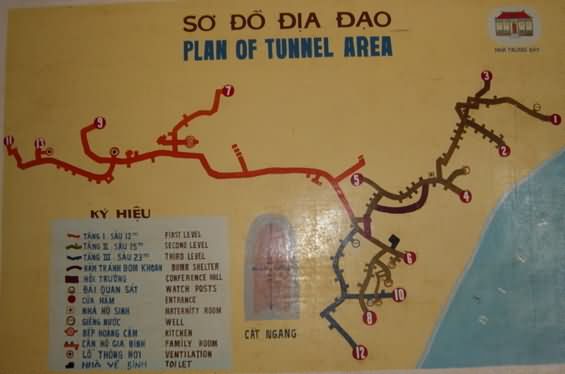 SƠ ĐỒ ĐỊA ĐẠO
PLAN OF TUNNEL AREA
NHÀ TRƯNG BÀY
3
7
1
9
11
13
2
5
4
6
10
8
12
KÝ HIỆU
TẦNG I. SÂU 12m FIRST LEVEL
TẦNG II. SÂU 15m SECOND LEVEL
TẦNG III. SÂU 23m THIRD LEVEL
HẦM TRÁNH BOM KHOAN BOMB SHELTER
HỘI TRƯỜNG CONFERENCE HALL
ĐÀI QUAN SÁT WATCH POSTS
CỬA HẦM ENTRANCE
NHÀ HỘ SINH MATERNITY ROOM
GIẾNG NƯỚC WELL
BẾP HOÀNG CẦM KITCHEN
CĂN HỘ GIA ĐÌNH FAMILY ROOM
LỖ THÔNG HƠI VENTILATION
NHÀ VỆ SINH TOILET
CẮT NGANG